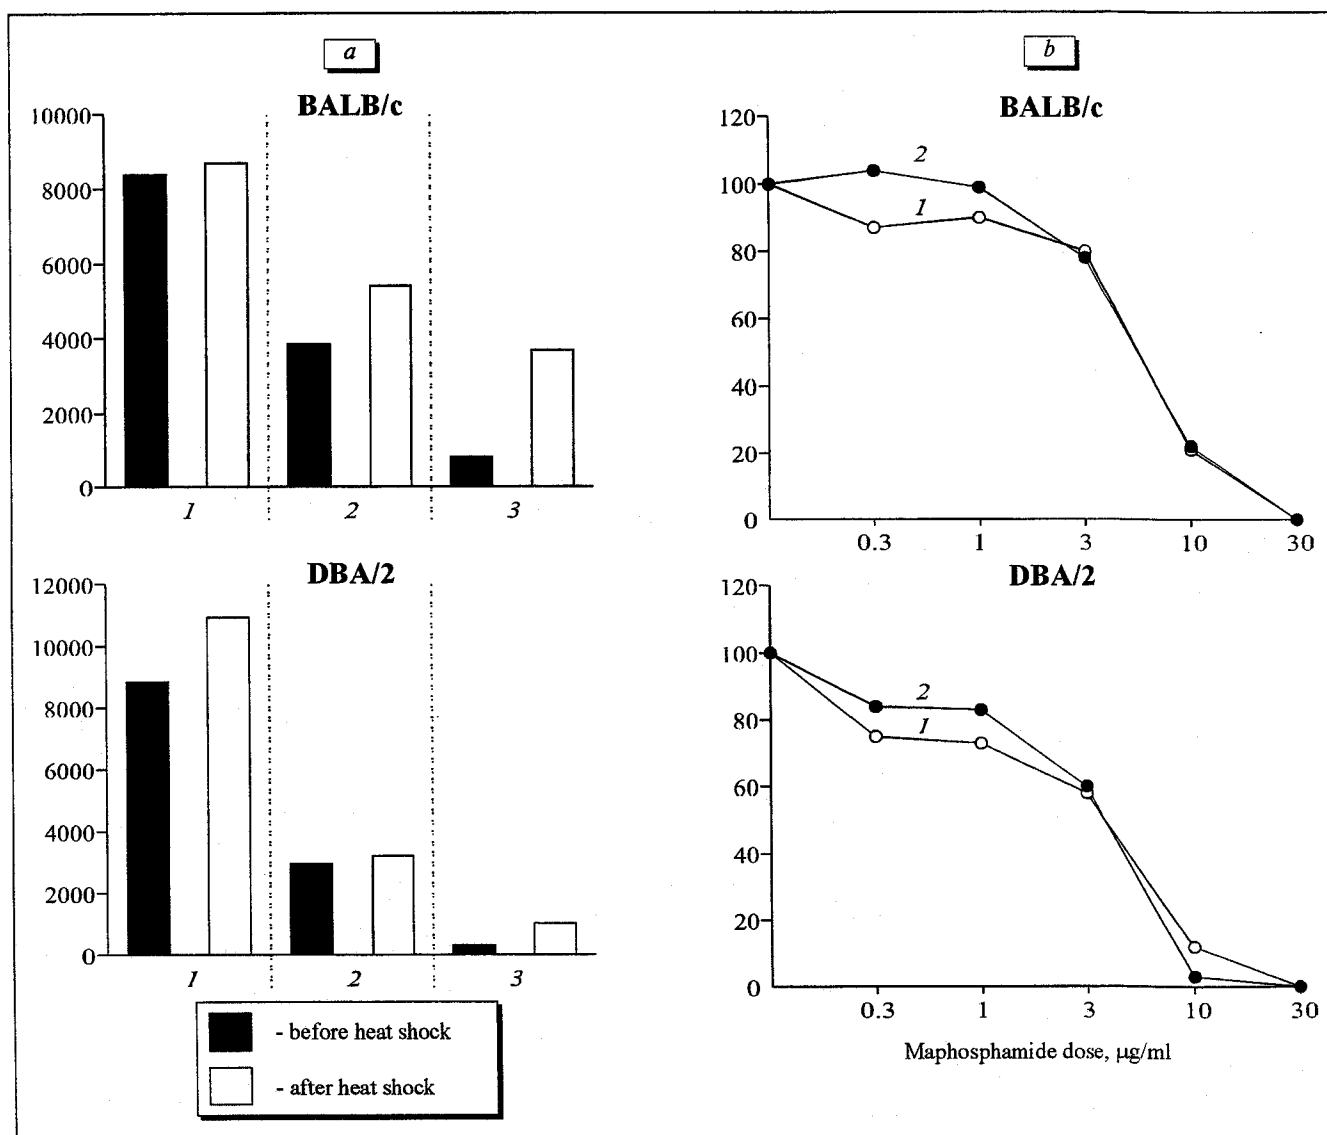 a
BALB/c
10000
8000
6000
4000
2000
0
1 2 3
DBA/2
12000
10000
8000
6000
4000
2000
0
1 2 3
- before heat shock
- after heat shock
b
BALB/c
120
100
80
60
40
20
0
2
1
0.3 1 3 10 30
DBA/2
120
100
80
60
40
20
0
2
1
0.3 1 3 10 30
Maphosphamide dose, μg/ml